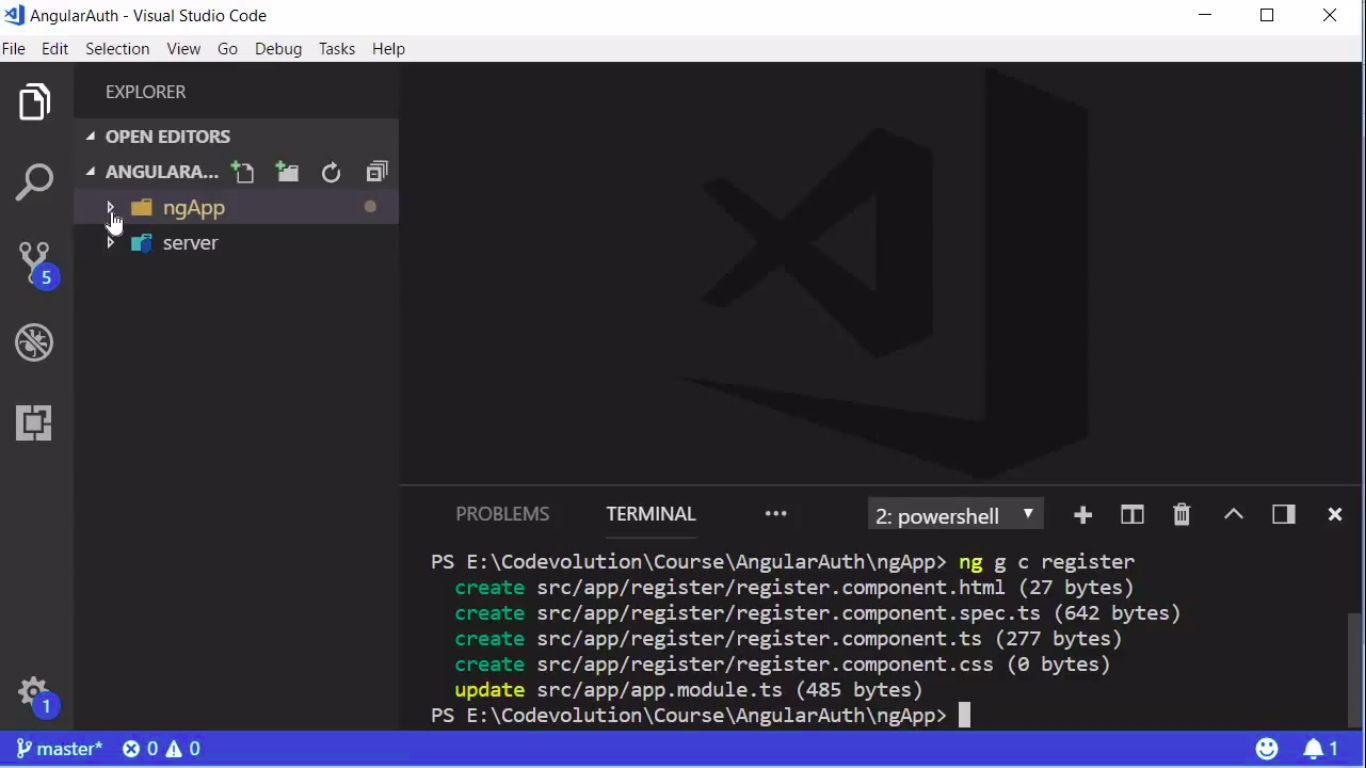 AngularAuth - Visual Studio Code
File Edit Selection View Go Debug Tasks Help
EXPLORER
OPEN EDITORS
ANGULARA...
ngApp
server
5
1
PROBLEMS TERMINAL ••• 2: powershell
PS E:\Codevolution\Course\AngularAuth\ngApp> ng g c register
create src/app/register/register.component.html (27 bytes)
create src/app/register/register.component.spec.ts (642 bytes)
create src/app/register/register.component.ts (277 bytes)
create src/app/register/register.component.css (0 bytes)
update src/app/app.module.ts (485 bytes)
PS E:\Codevolution\Course\AngularAuth\ngApp>
master* 0 0 1